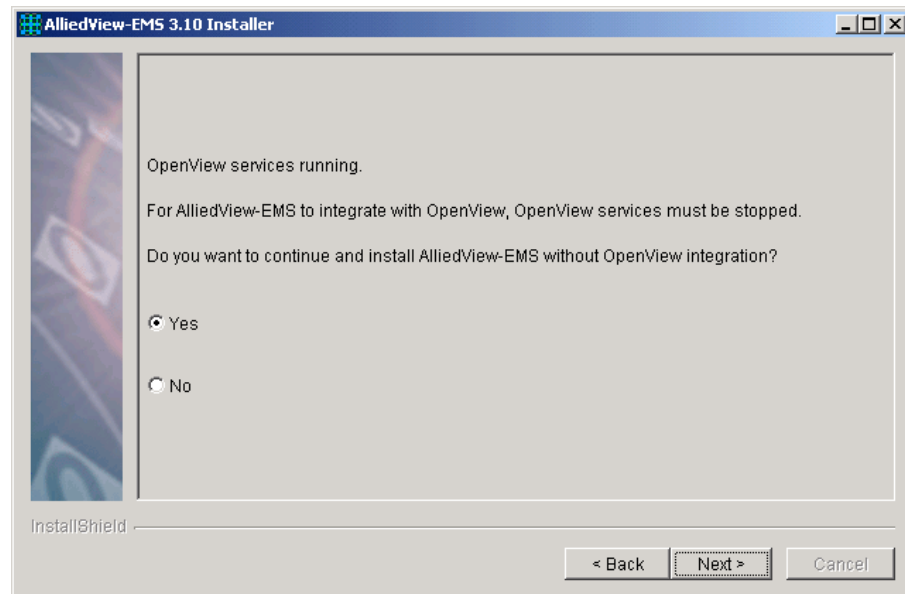 AlliedView-EMS 3.10 Installer
OpenView services running.
For AlliedView-EMS to integrate with OpenView, OpenView services must be stopped.
Do you want to continue and install AlliedView-EMS without OpenView integration?
Yes
No
InstallShield
< Back Next > Cancel